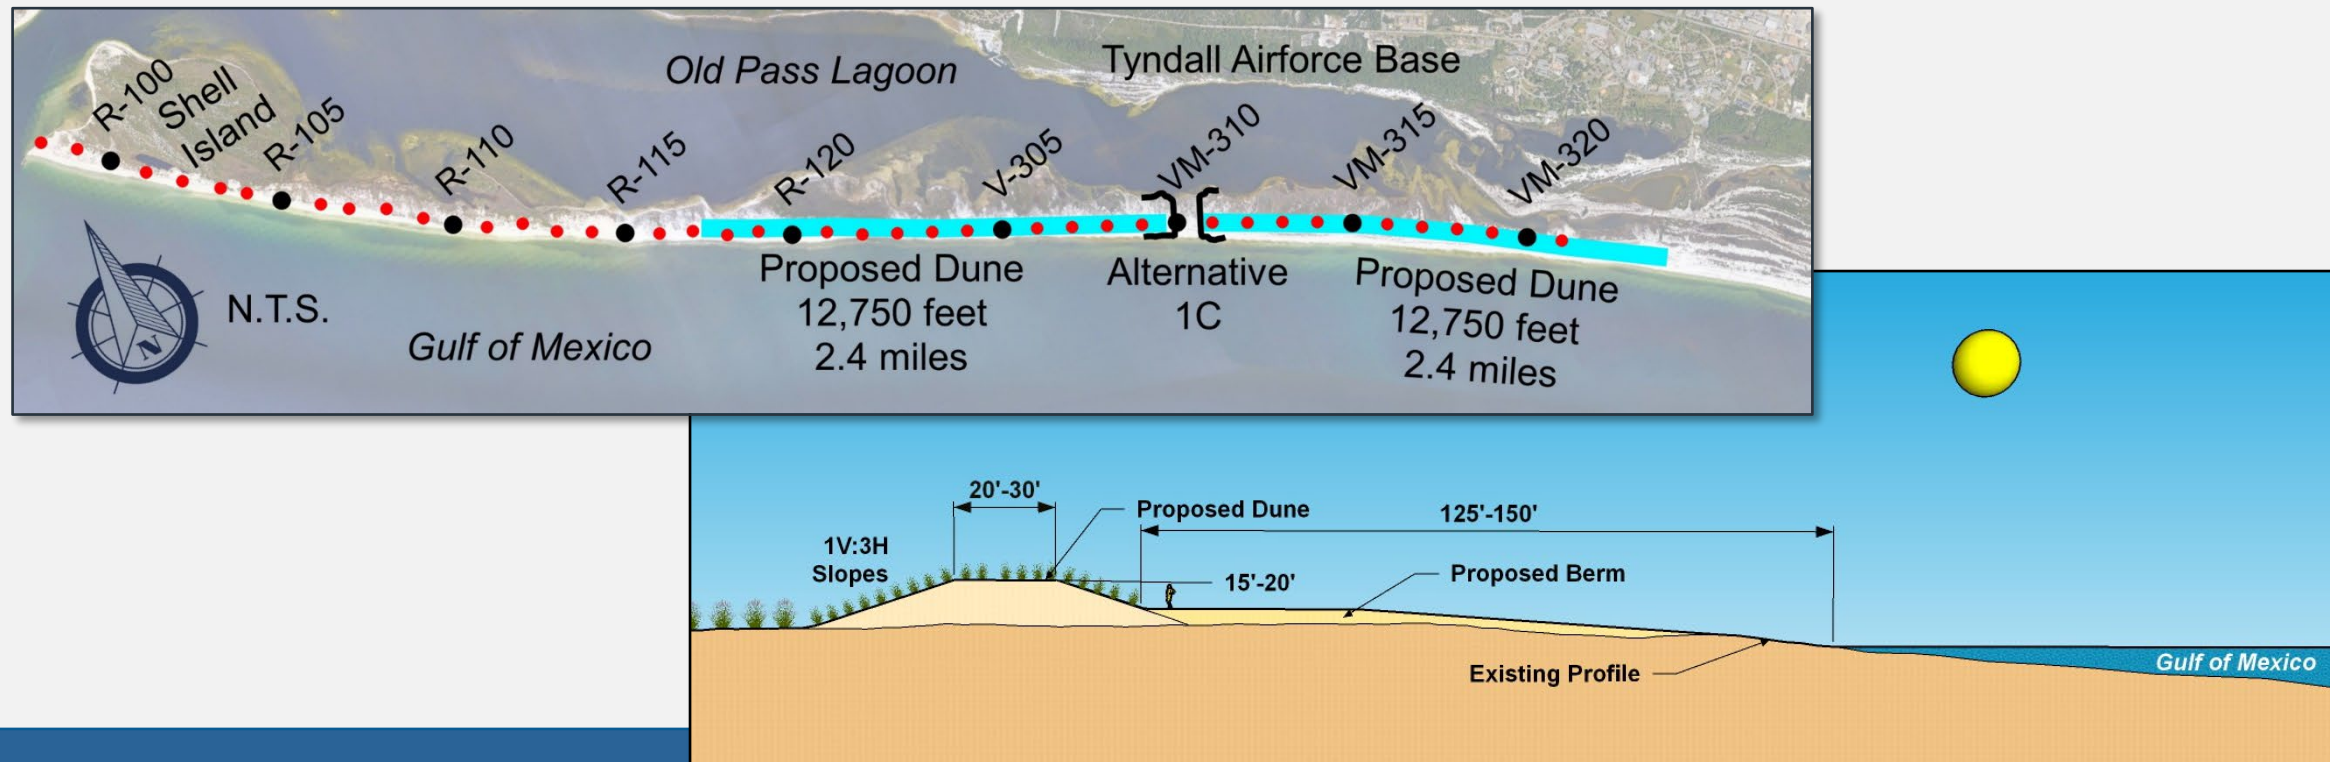 R-100
Shell
Island
R-105
R-110
R-115
R-120
V-305
VM-310
VM-315
VM-320
Old Pass Lagoon
Tyndall Airforce Base
N
N.T.S.
Gulf of Mexico
Proposed Dune
12,750 feet
2.4 miles
Alternative
1C
Proposed Dune
12,750 feet
2.4 miles
20'-30'
Proposed Dune
125'-150'
1V:3H
Slopes
15'-20'
Proposed Berm
Existing Profile
Gulf of Mexico